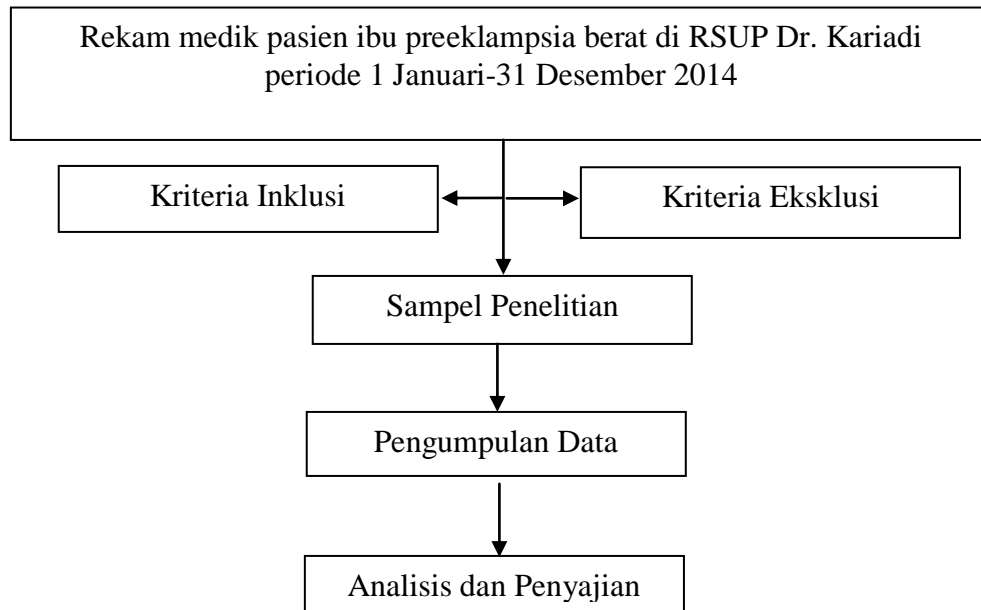 Rekam medik pasien ibu preeklampsia berat di RSUP Dr. Kariadi
periode 1 Januari-31 Desember 2014
Kriteria Inklusi
Kriteria Eksklusi
Sampel Penelitian
Pengumpulan Data
Analisis dan Penyajian